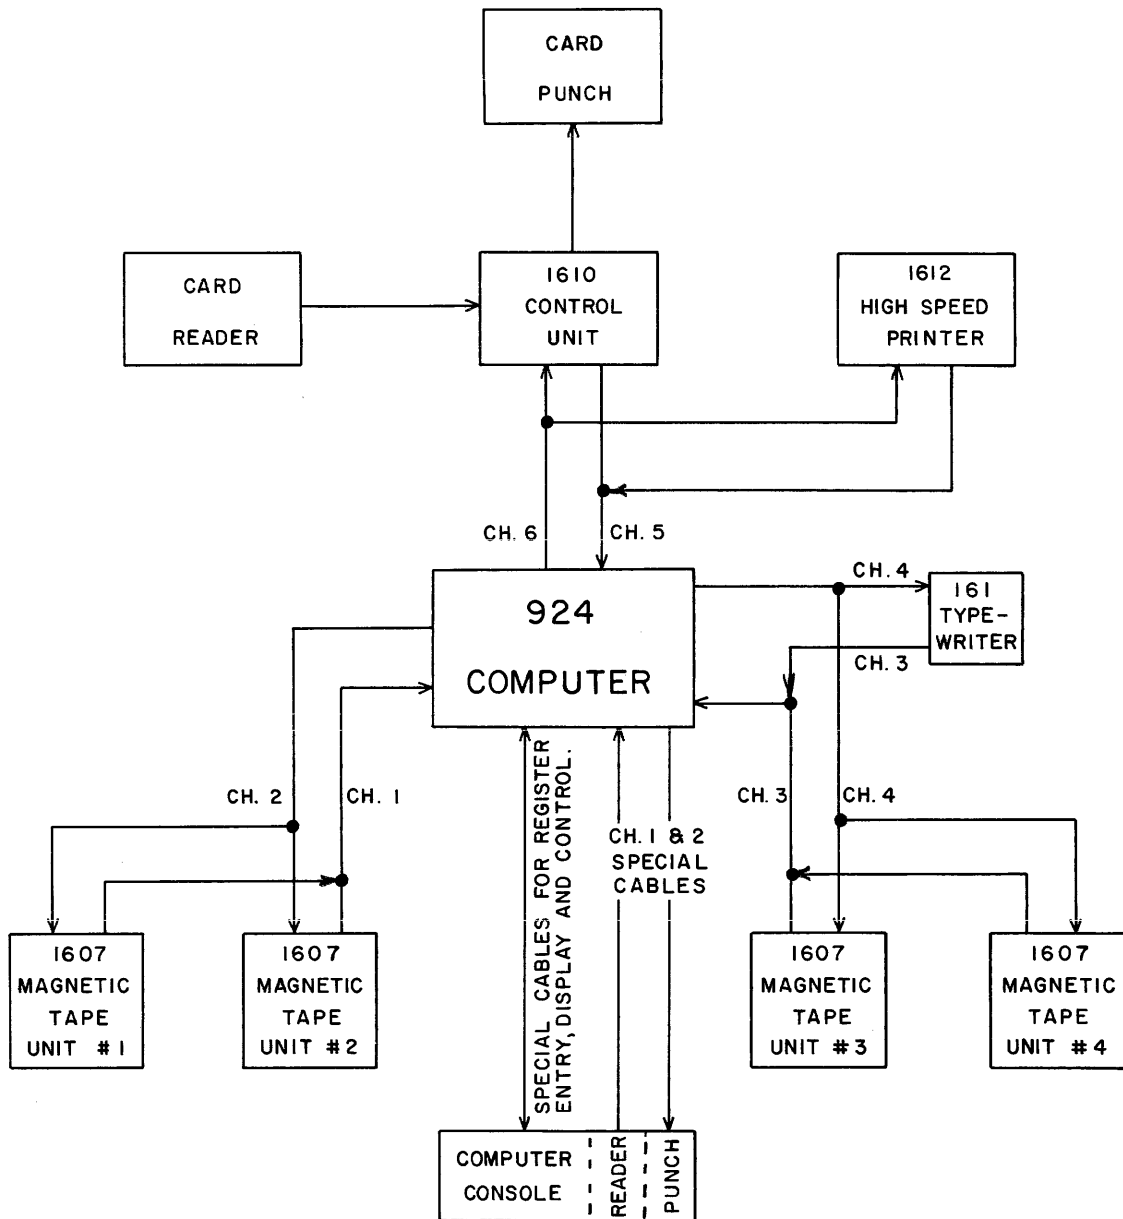 CARD
PUNCH
CARD
READER
1610
CONTROL
UNIT
1612
HIGH SPEED
PRINTER
CH. 6
CH. 5
924
COMPUTER
CH. 4
161
TYPE-
WRITER
CH. 3
CH. 2
CH. 1
CH. 3
CH. 4
SPECIAL CABLES FOR REGISTER
ENTRY, DISPLAY AND CONTROL.
CH. 1 & 2
SPECIAL
CABLES
1607
MAGNETIC
TAPE
UNIT #1
1607
MAGNETIC
TAPE
UNIT #2
1607
MAGNETIC
TAPE
UNIT #3
1607
MAGNETIC
TAPE
UNIT #4
COMPUTER
CONSOLE
READER
PUNCH